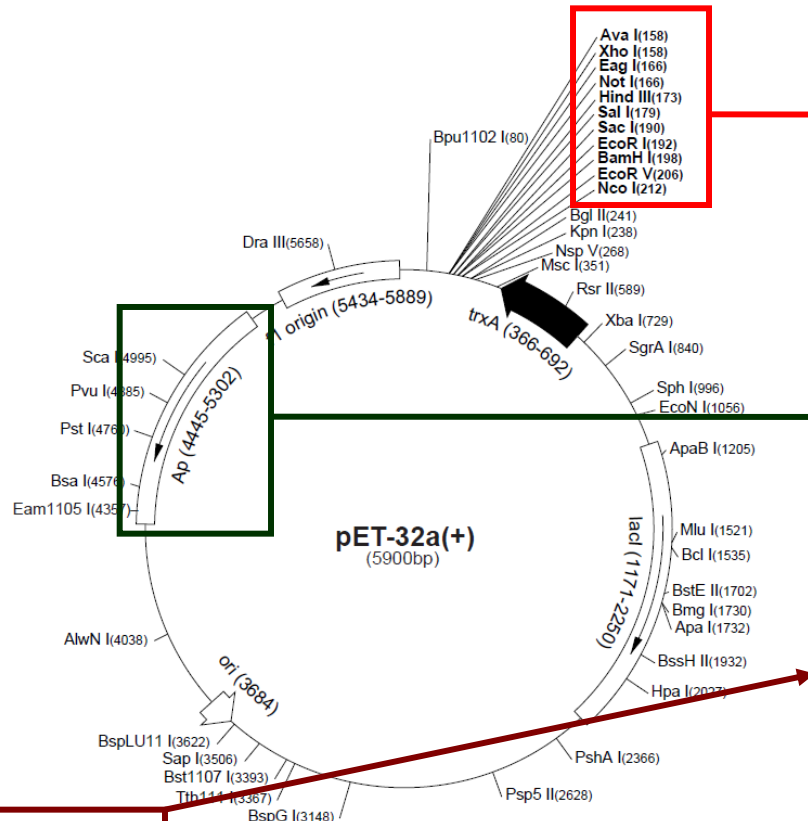 Ava I(158)
Xho I(158)
Eag I(166)
Not I(166)
Hind III(173)
Sal I(179)
Sac I(190)
EcoR I(192)
BamH I(198)
EcoR V(206)
Nco I(212)
Bpu1102 I(80)
Bgl II(241)
Kpn I(238)
Nsp V(268)
Msc I(351)
Rsr II(589)
Dra III(5658)
f1 origin (5434-5889)
trxA (366-692)
Xba I(729)
SgrA I(840)
Sph I(996)
EcoN I(1056)
ApaB I(1205)
Sca I(4995)
Pvu I(4885)
Pst I(4760)
Bsa I(4576)
Eam1105 I(4357)
Ap (4445-5302)
pET-32a(+)
(5900bp)
lacI (1171-2250)
Mlu I(1521)
Bcl I(1535)
BstE II(1702)
Bmg I(1730)
Apa I(1732)
BssH II(1932)
Hpa I(2027)
AlwN I(4038)
ori (3684)
BspLU11 I(3622)
Sap I(3506)
Bst1107 I(3393)
Tth111 I(3367)
BspG I(3148)
Psp5 II(2628)
PshA I(2366)